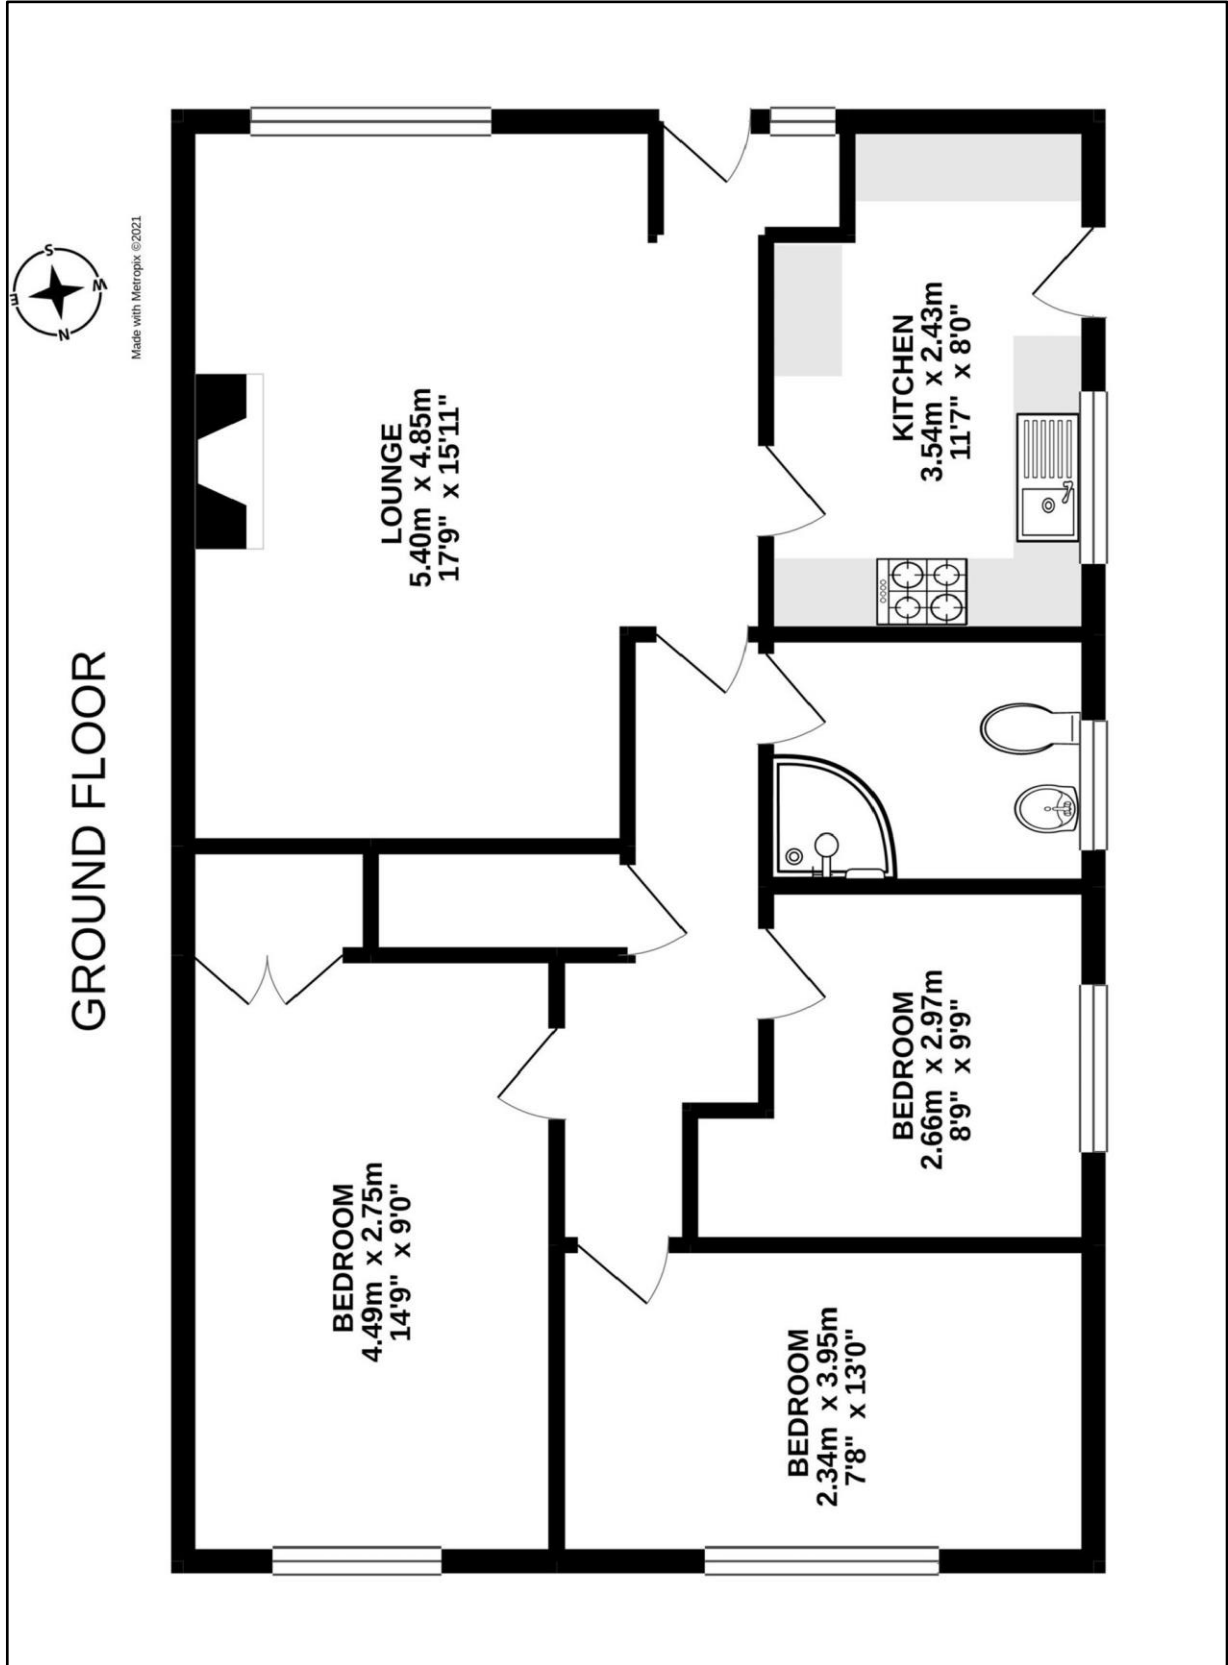 GROUND FLOOR
BEDROOM
4.49m x 2.75m
14'9" x 9'0"
LOUNGE
5.40m x 4.85m
17'9" x 15'11"
BEDROOM
2.34m x 3.95m
7'8" x 13'0"
BEDROOM
2.66m x 2.97m
8'9" x 9'9"
KITCHEN
3.54m x 2.43m
11'7" x 8'0"
Made with Metropix ©2021
N
E
S
W